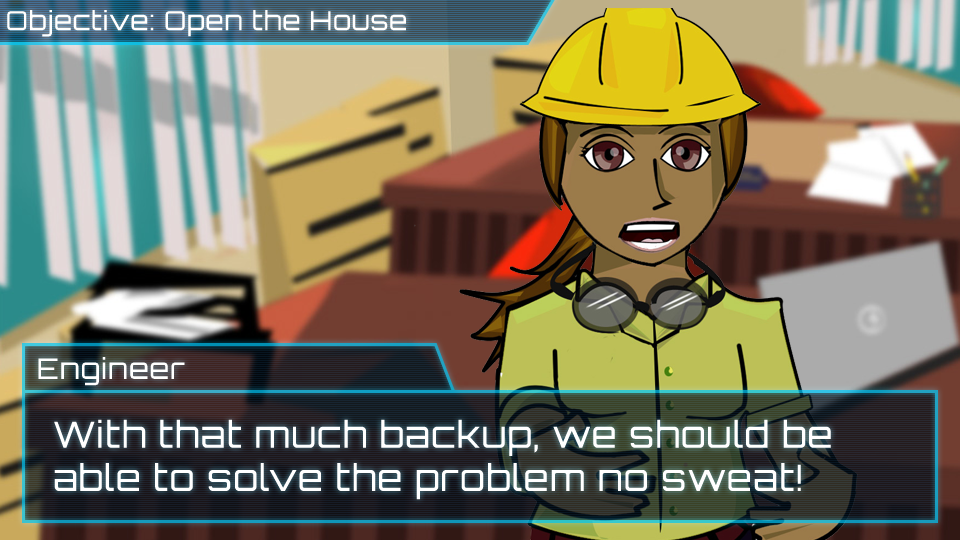 Objective: Open the House
Engineer
With that much backup, we should be
able to solve the problem no sweat!